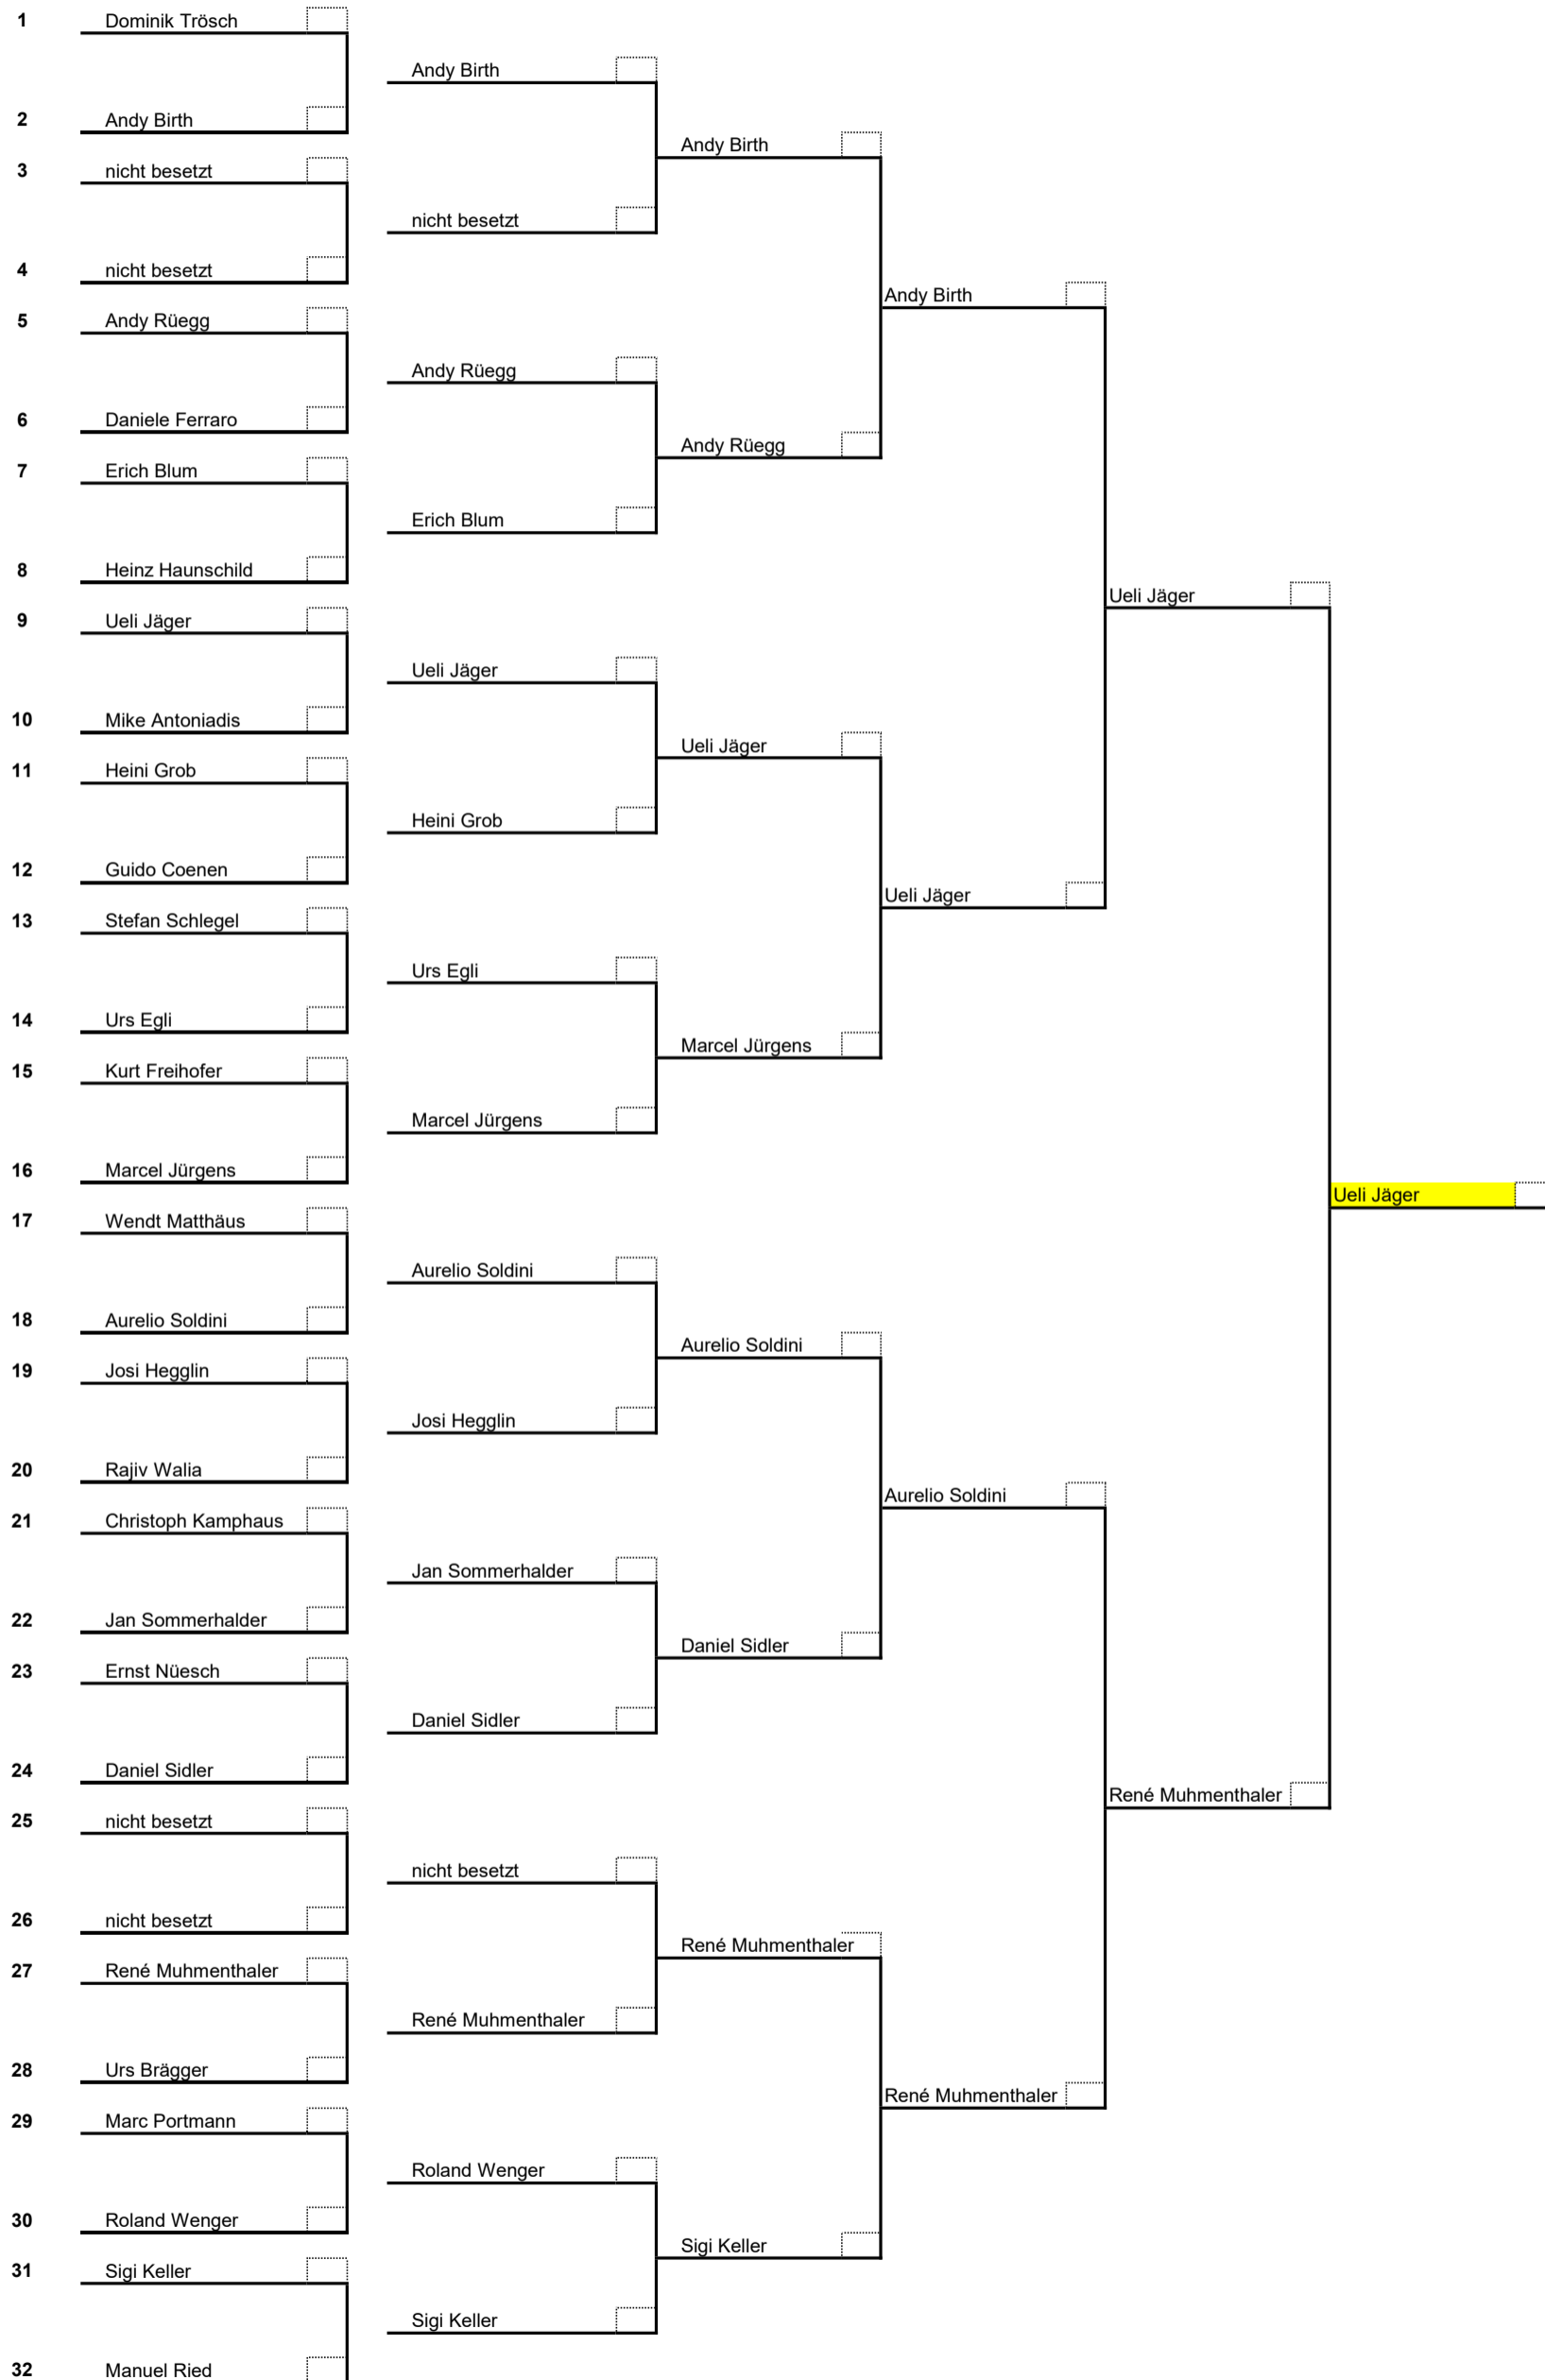 1 Dominik Trösch
Andy Birth
2 Andy Birth
Andy Birth
3 nicht besetzt
nicht besetzt
4 nicht besetzt
Andy Birth
5 Andy Rüegg
Andy Rüegg
6 Daniele Ferraro
Andy Rüegg
7 Erich Blum
Erich Blum
8 Heinz Haunschild
Ueli Jäger
9 Ueli Jäger
Ueli Jäger
10 Mike Antoniadis
Ueli Jäger
11 Heini Grob
Heini Grob
12 Guido Coenen
Ueli Jäger
13 Stefan Schlegel
Urs Egli
14 Urs Egli
Marcel Jürgens
15 Kurt Freihofer
Marcel Jürgens
16 Marcel Jürgens
Ueli Jäger
17 Wendt Matthäus
Aurelio Soldini
18 Aurelio Soldini
Aurelio Soldini
19 Josi Hegglin
Josi Hegglin
20 Rajiv Walia
Aurelio Soldini
21 Christoph Kamphaus
Jan Sommerhalder
22 Jan Sommerhalder
Daniel Sidler
23 Ernst Nüesch
Daniel Sidler
24 Daniel Sidler
René Muhmenthaler
25 nicht besetzt
nicht besetzt
26 nicht besetzt
René Muhmenthaler
27 René Muhmenthaler
René Muhmenthaler
28 Urs Brägger
René Muhmenthaler
29 Marc Portmann
Roland Wenger
30 Roland Wenger
Sigi Keller
31 Sigi Keller
Sigi Keller
32 Manuel Ried